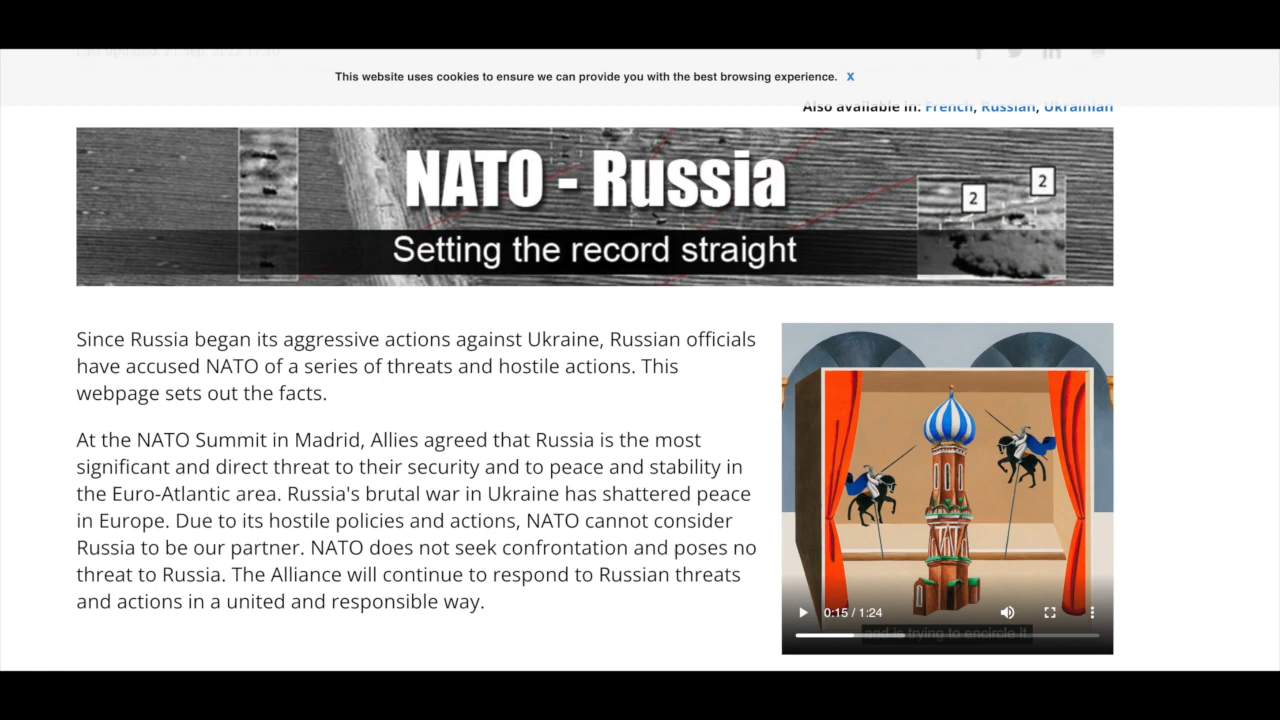 This website uses cookies to ensure we can provide you with the best browsing experience. X
Also available in: French, Russian, Ukrainian
NATO - Russia
2
2
Setting the record straight
Since Russia began its aggressive actions against Ukraine, Russian officials
have accused NATO of a series of threats and hostile actions. This
webpage sets out the facts.
At the NATO Summit in Madrid, Allies agreed that Russia is the most
significant and direct threat to their security and to peace and stability in
the Euro-Atlantic area. Russia's brutal war in Ukraine has shattered peace
in Europe. Due to its hostile policies and actions, NATO cannot consider
Russia to be our partner. NATO does not seek confrontation and poses no
threat to Russia. The Alliance will continue to respond to Russian threats
and actions in a united and responsible way.
0:15 / 1:24
and is trying to encircle it.